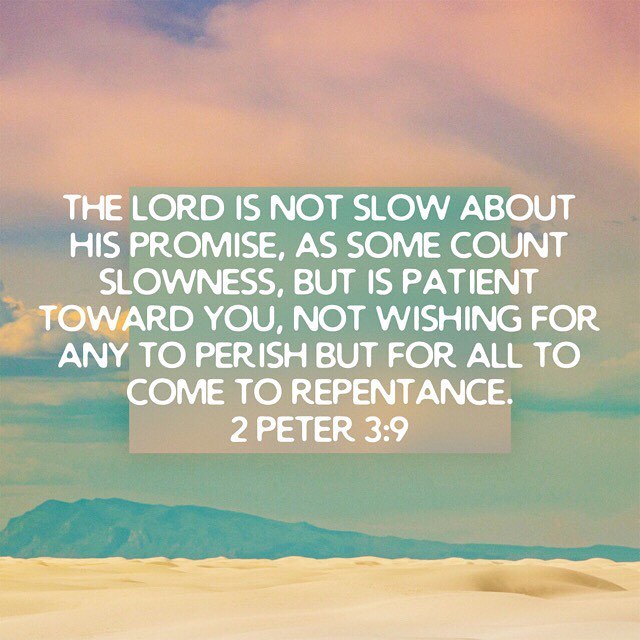 THE LORD IS NOT SLOW ABOUT
HIS PROMISE, AS SOME COUNT
SLOWNESS, BUT IS PATIENT
TOWARD YOU, NOT WISHING FOR
ANY TO PERISH BUT FOR ALL TO
COME TO REPENTANCE.
2 PETER 3:9